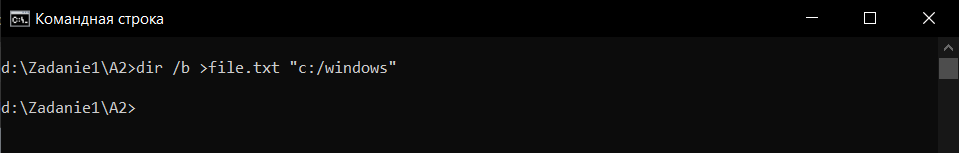 Командная строка
d:\Zadanie1\A2>dir /b >file.txt "c:/windows"
d:\Zadanie1\A2>